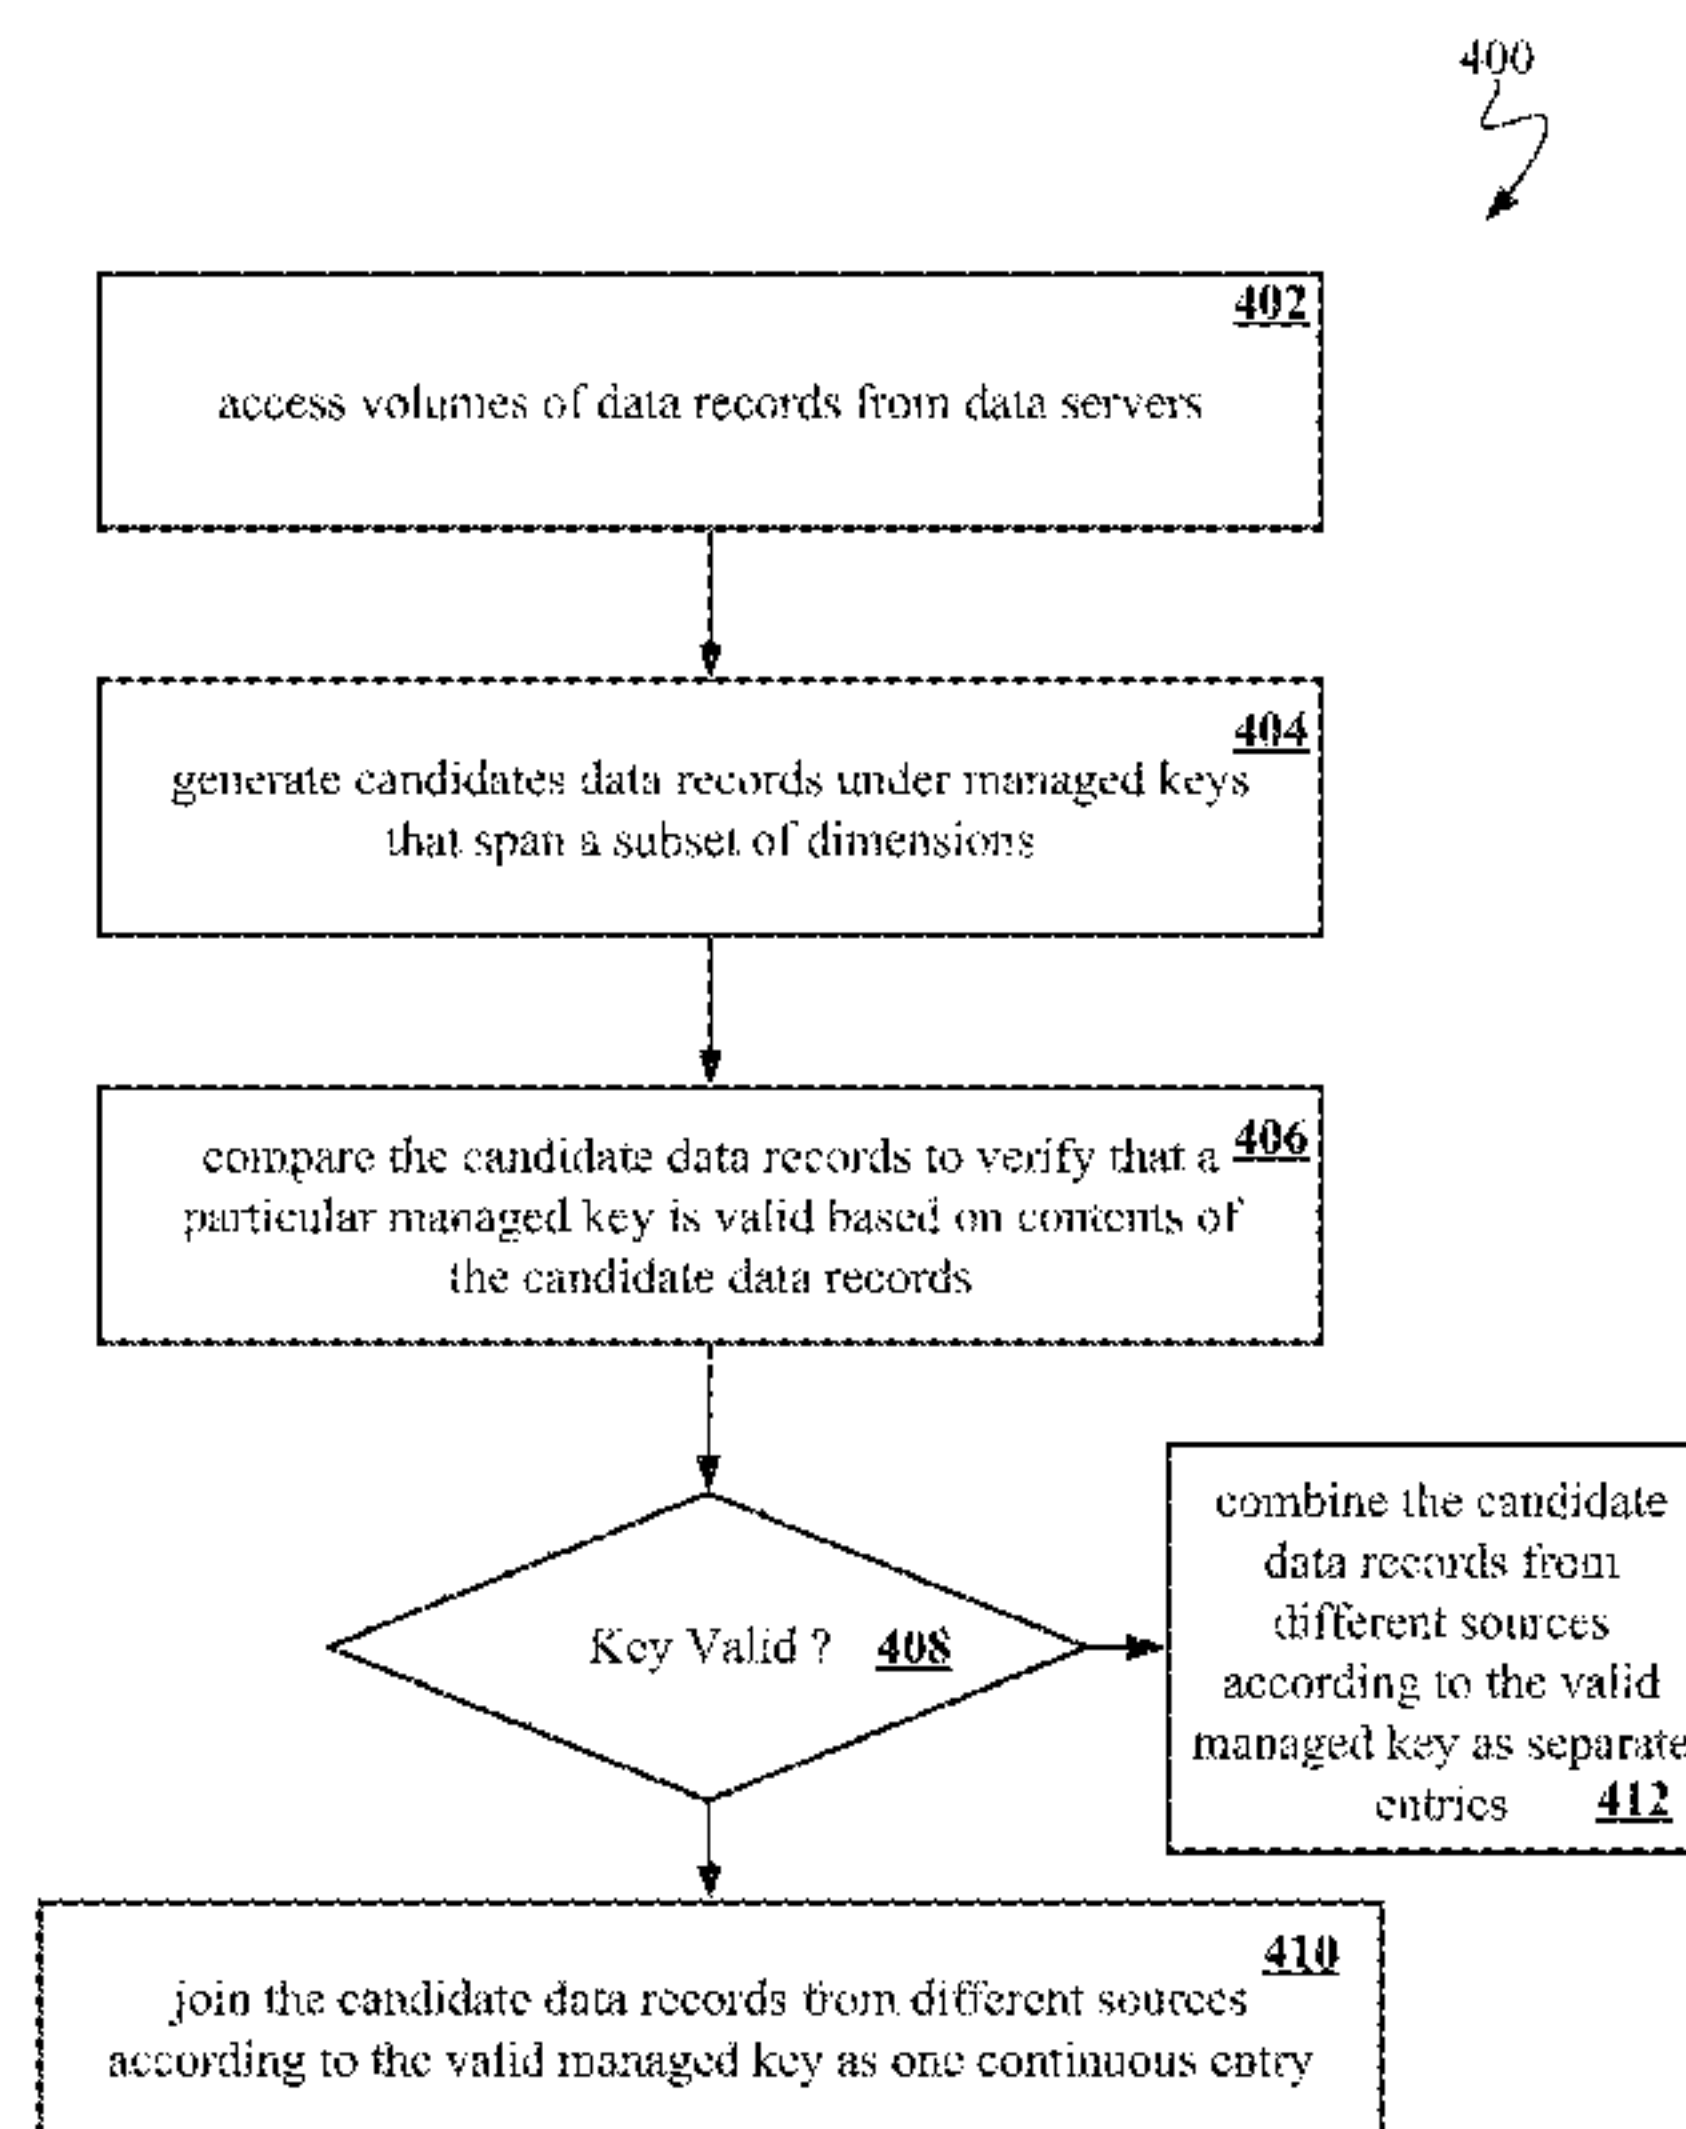 400
402
access volumes of data records from data servers
404
generate candidates data records under managed keys
that span a subset of dimensions
406
compare the candidate data records to verify that a
particular managed key is valid based on contents of
the candidate data records
Key Valid ? 408
combine the candidate
data records from
different sources
according to the valid
managed key as separate
entries 412
410
join the candidate data records from different sources
according to the valid managed key as one continuous entry